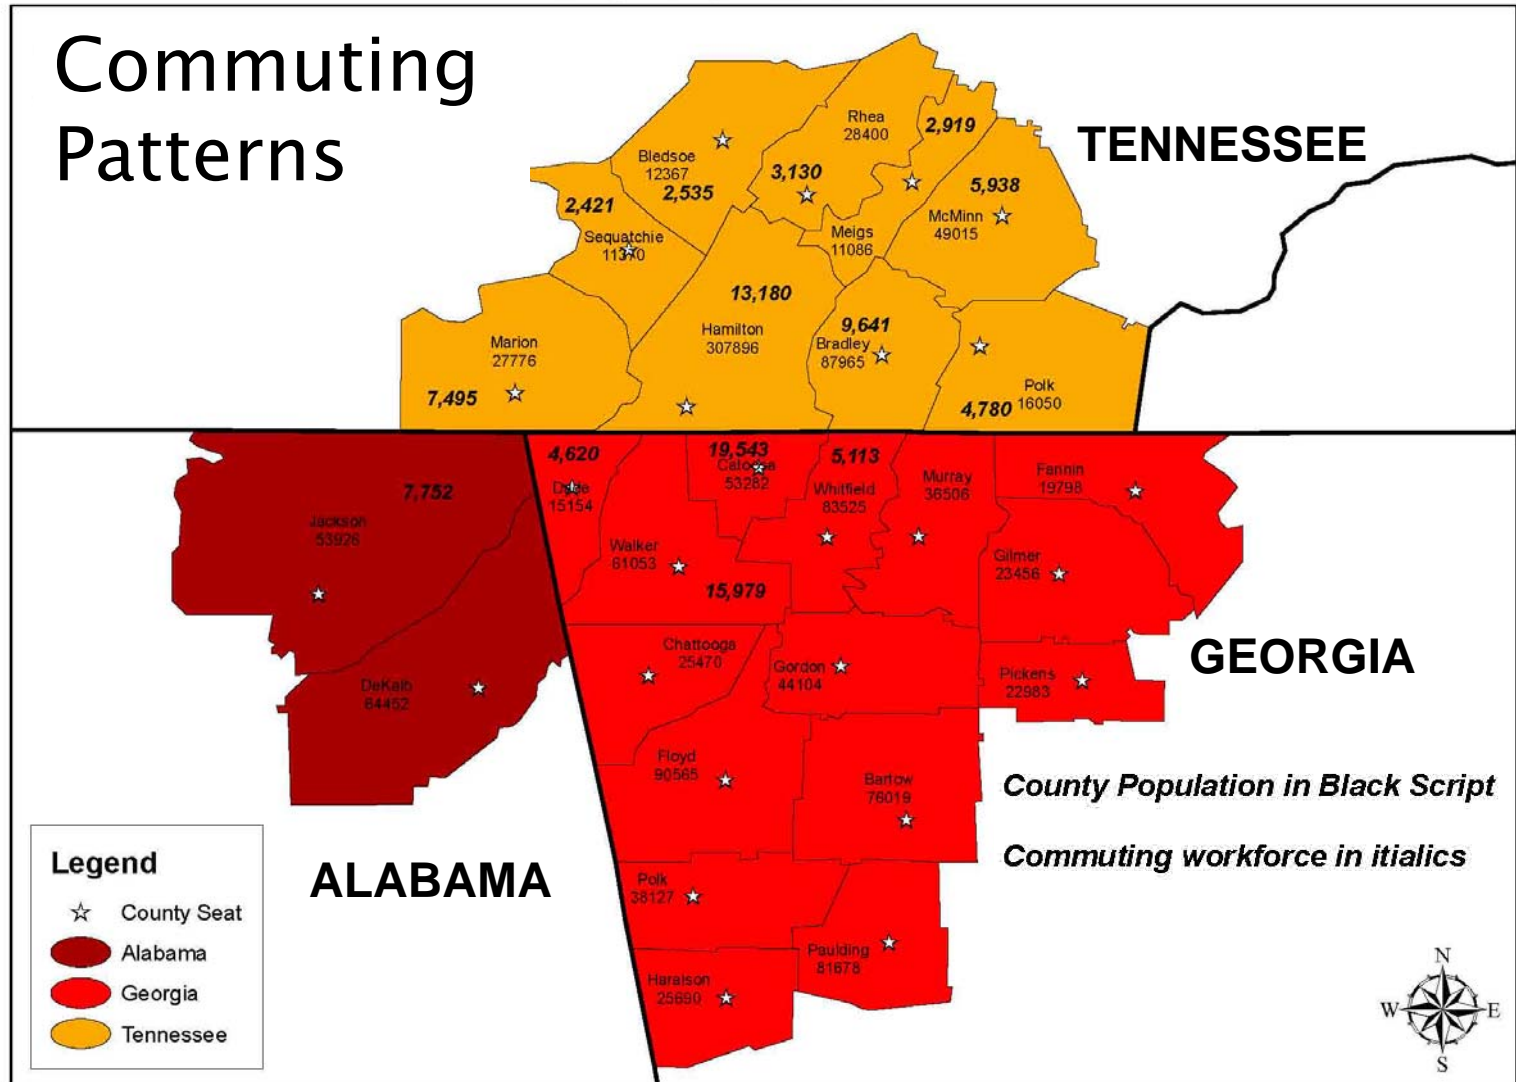 Commuting
Patterns
TENNESSEE
Rhea
28400
2,919
Bledsoe
12367
2,535
3,130
5,938
McMinn
49015
2,421
Sequatchie
11370
Meigs
11086
13,180
Hamilton
307896
9,641
Bradley
87965
Marion
27776
7,495
Polk
16050
4,780
7,752
Jackson
53926
4,620
Dade
15154
19,543
Catoosa
53282
5,113
Whitfield
83525
Murray
36506
Fannin
19798
Walker
61053
15,979
Gilmer
23456
GEORGIA
Chattooga
25470
Gordon
44104
Pickens
22983
DeKalb
64452
Floyd
90565
Bartow
76019
County Population in Black Script
Commuting workforce in itialics
ALABAMA
Polk
38127
Paulding
81678
Haralson
25690
Legend
County Seat
Alabama
Georgia
Tennessee
N
W
E
S